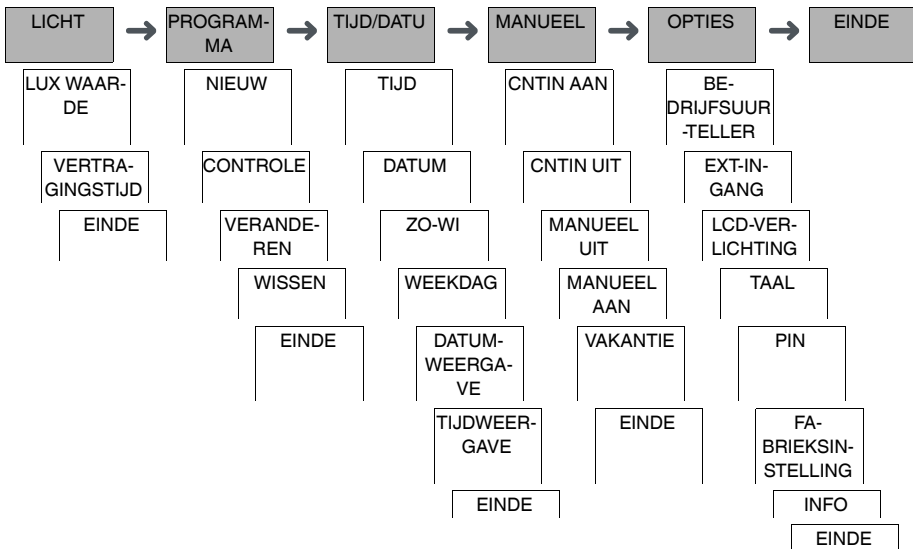 LICHT
PROGRAM-
MA
TIJD/DATU
MANUEEL
OPTIES
EINDE
LUX WAAR-
DE
VERTRA-
GINGSTIJD
EINDE
NIEUW
CONTROLE
VERANDE-
REN
WISSEN
EINDE
TIJD
DATUM
ZO-WI
WEEKDAG
DATUM-
WEERGA-
VE
TIJDWEER-
GAVE
EINDE
CNTIN AAN
CNTIN UIT
MANUEEL
UIT
MANUEEL
AAN
VAKANTIE
EINDE
BE-
DRIJFSUUR
-TELLER
EXT-IN-
GANG
LCD-VER-
LICHTING
TAAL
PIN
FA-
BRIEKSIN-
STELLING
INFO
EINDE